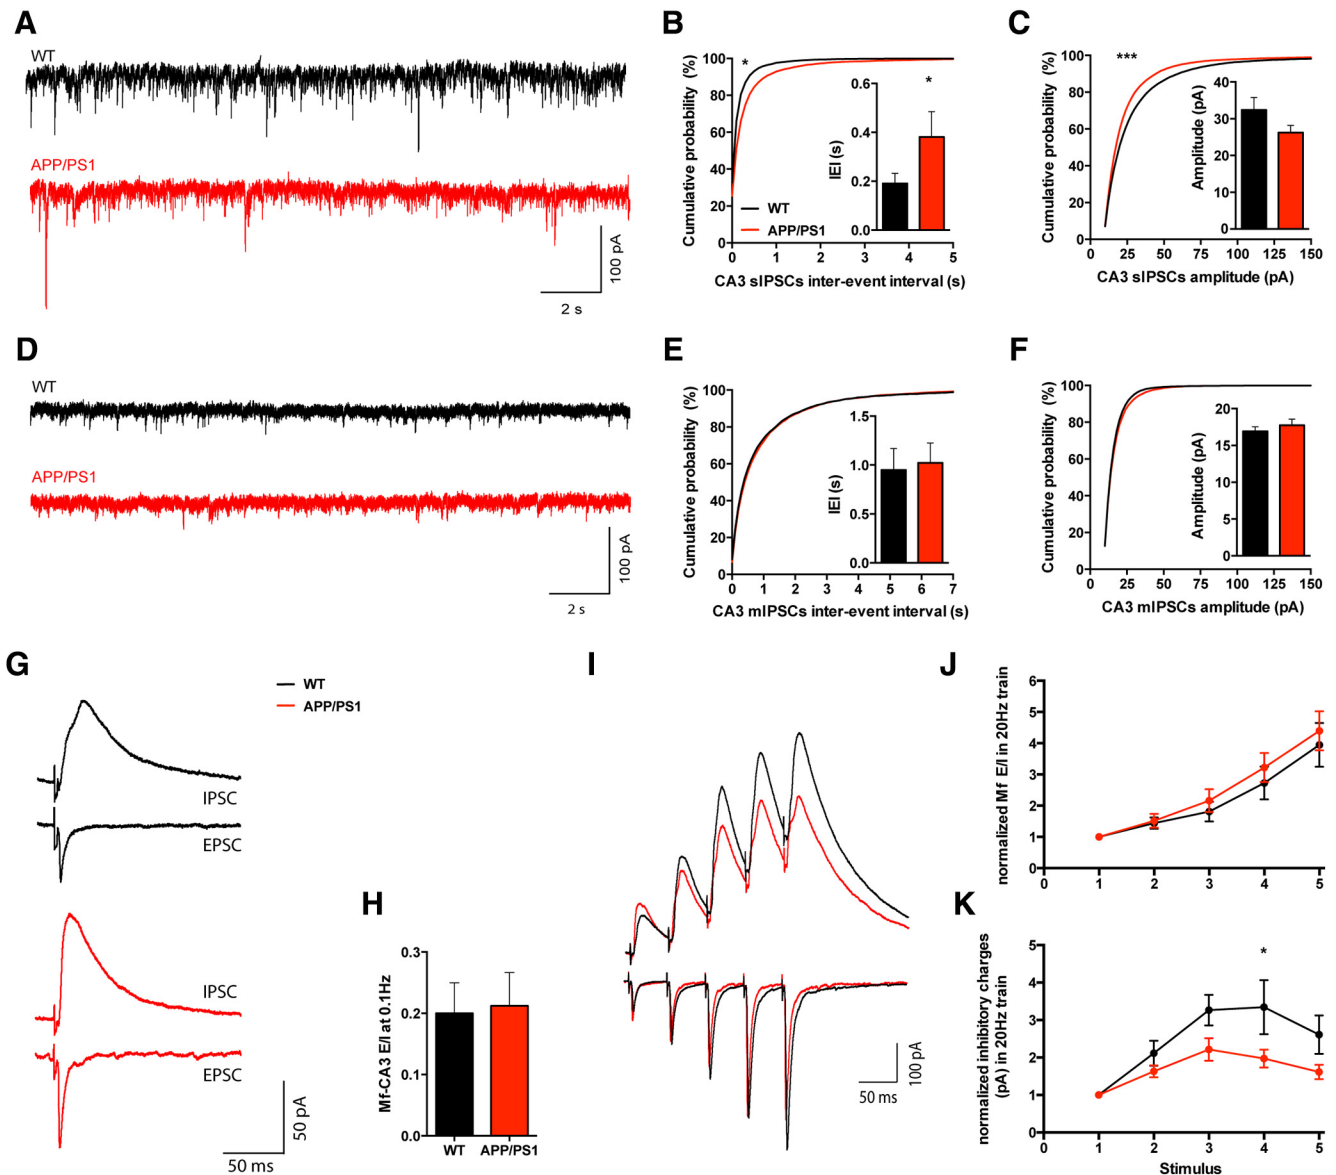 A
WT
APP/PS1
100 pA
2 s
B
Cumulative probability (%)
100
80
60
40
20
0
0 1 2 3 4 5
CA3 sIPSCs inter-event interval (s)
*
WT
APP/PS1
IEI (s)
0.6
0.4
0.2
0.0
*
C
Cumulative probability (%)
100
80
60
40
20
0
0 25 50 75 100 125 150
CA3 sIPSCs amplitude (pA)
***
Amplitude (pA)
40
30
20
10
0
D
WT
APP/PS1
100 pA
2 s
E
Cumulative probability (%)
100
80
60
40
20
0
0 1 2 3 4 5 6 7
CA3 mIPSCs inter-event interval (s)
IEI (s)
1.5
1.0
0.5
0.0
F
Cumulative probability (%)
100
80
60
40
20
0
0 25 50 75 100 125 150
CA3 mIPSCs amplitude (pA)
Amplitude (pA)
20
15
10
5
0
G
WT
APP/PS1
IPSC
EPSC
IPSC
EPSC
50 pA
50 ms
H
Mf-CA3 E/I at 0.1Hz
0.3
0.2
0.1
0.0
WT APP/PS1
I
100 pA
50 ms
J
normalized Mf E/I in 20Hz train
6
5
4
3
2
1
0
0 1 2 3 4 5
K
normalized inhibitory charges
(pA) in 20Hz train
5
4
3
2
1
0
*
0 1 2 3 4 5
Stimulus